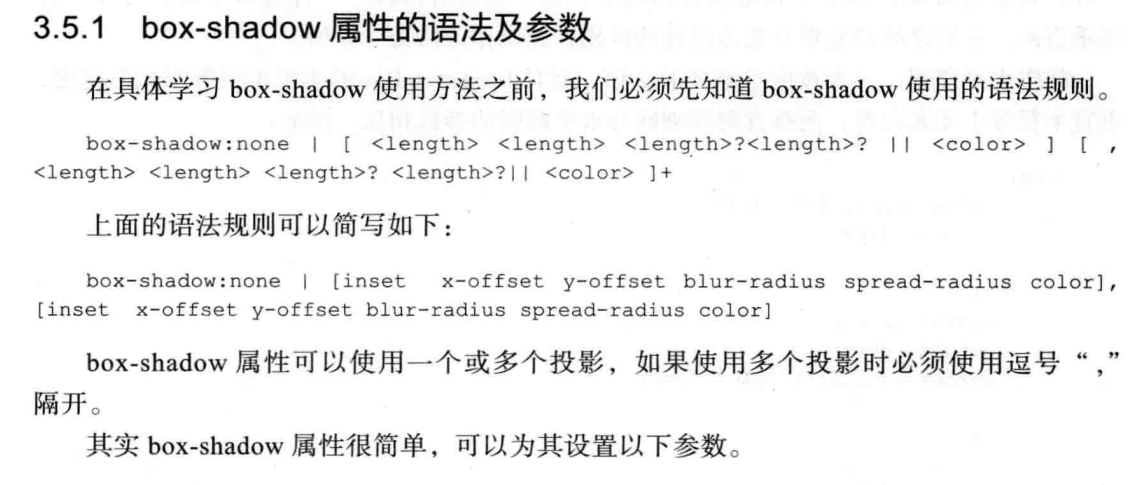 3.5.1 box-shadow 属性的语法及参数
在具体学习 box-shadow 使用方法之前，我们必须先知道 box-shadow 使用的语法规则。
box-shadow:none | [ <length> <length> <length>?<length>? || <color> ] [ ,
<length> <length> <length>? <length>?|| <color> ]+
上面的语法规则可以简写如下：
box-shadow:none | [inset x-offset y-offset blur-radius spread-radius color],
[inset x-offset y-offset blur-radius spread-radius color]
box-shadow 属性可以使用一个或多个投影，如果使用多个投影时必须使用逗号“,”
隔开。
其实 box-shadow 属性很简单，可以为其设置以下参数。